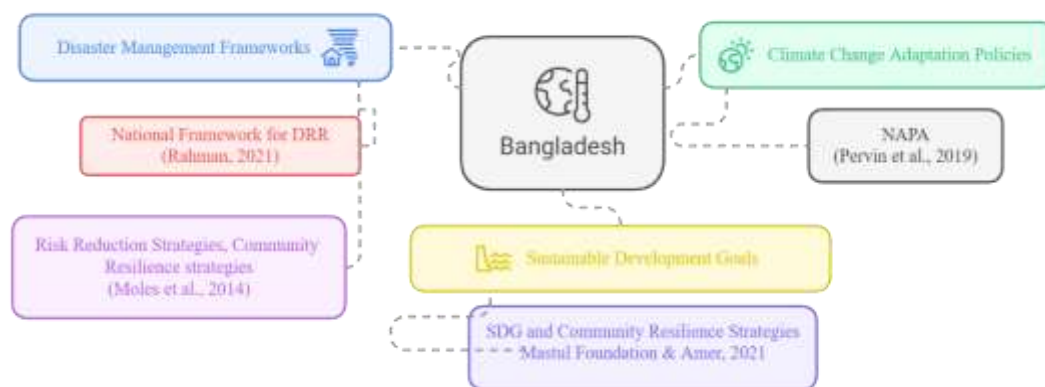 Disaster Management Frameworks
Climate Change Adaptation Policies
Bangladesh
National Framework for DRR
(Rahman, 2021)
NAPA
(Pervin et al., 2019)
Risk Reduction Strategies, Community
Resilience strategies
(Moles et al., 2014)
Sustainable Development Goals
SDG and Community Resilience Strategies
Mastul Foundation & Amer, 2021